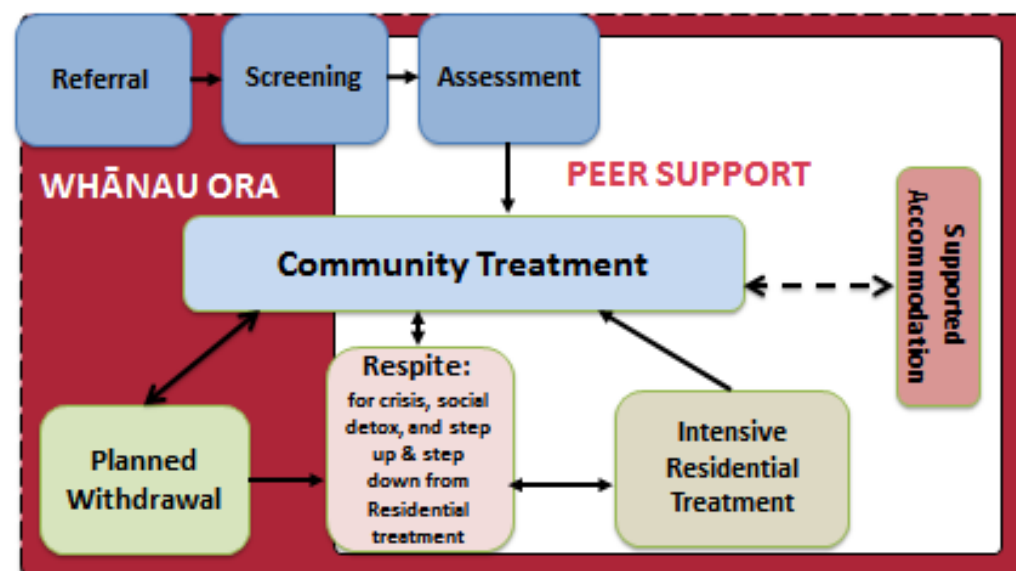 Referral
Screening
Assessment
WHĀNAU ORA
PEER SUPPORT
Supported
Accommodation
Community Treatment
Respite:
for crisis, social
detox, and step
up & step
down from
Residential
treatment
Planned
Withdrawal
Intensive
Residential
Treatment